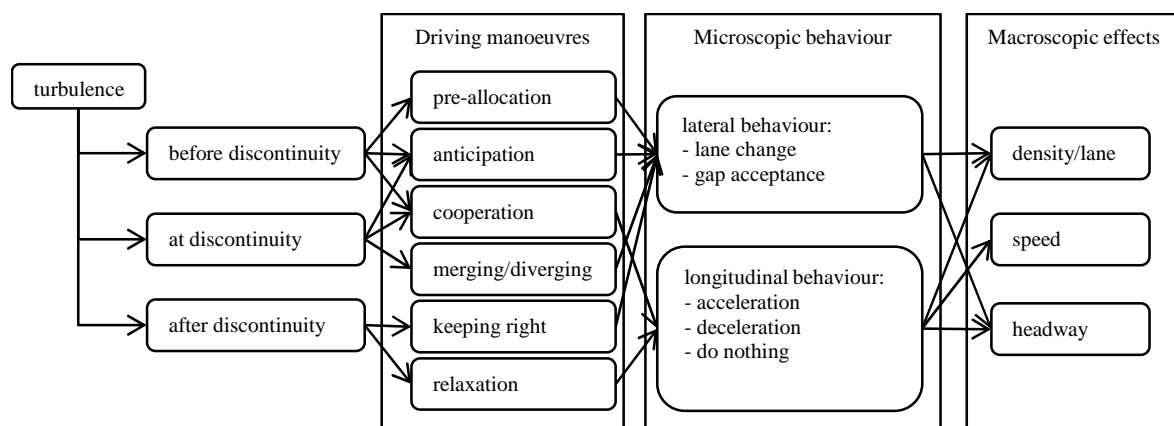 Driving manoeuvres
Microscopic behaviour
Macroscopic effects
turbulence
before discontinuity
at discontinuity
after discontinuity
pre-allocation
anticipation
cooperation
merging/diverging
keeping right
relaxation
lateral behaviour:
- lane change
- gap acceptance
longitudinal behaviour:
- acceleration
- deceleration
- do nothing
density/lane
speed
headway